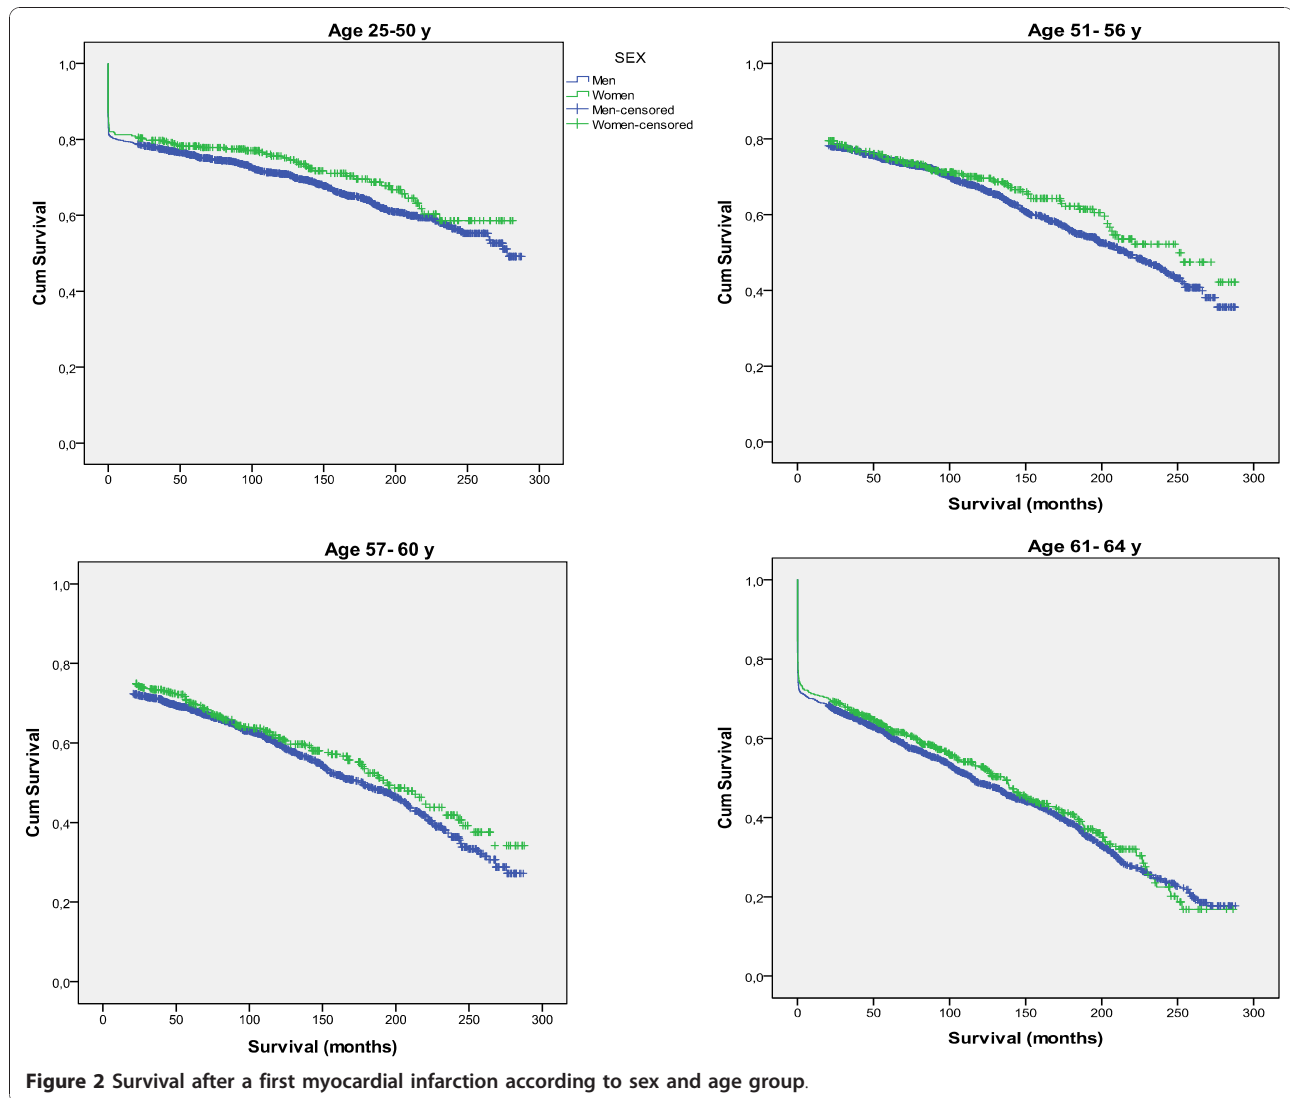 Age 25-50 y
Cum Survival
1,0
0,8
0,6
0,4
0,2
0,0
0 50 100 150 200 250 300
SEX
Men
Women
Men-censored
Women-censored
Age 51- 56 y
Cum Survival
1,0
0,8
0,6
0,4
0,2
0,0
0 50 100 150 200 250 300
Survival (months)
Age 57- 60 y
Cum Survival
1,0
0,8
0,6
0,4
0,2
0,0
0 50 100 150 200 250 300
Survival (months)
Age 61- 64 y
Cum Survival
1,0
0,8
0,6
0,4
0,2
0,0
0 50 100 150 200 250 300
Survival (months)
Figure 2 Survival after a first myocardial infarction according to sex and age group.